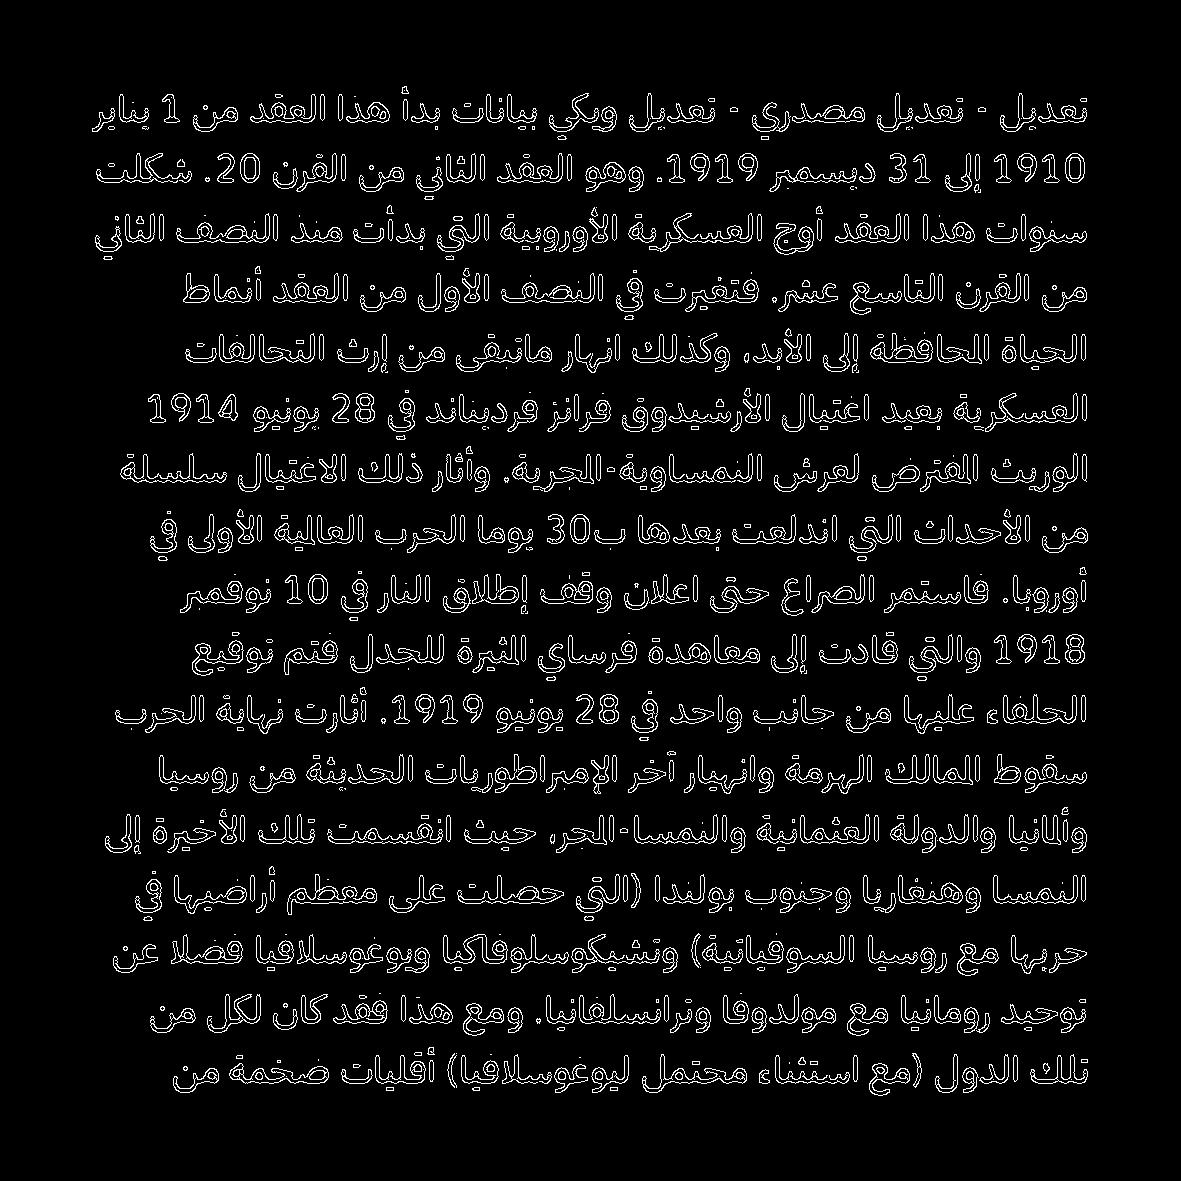 تعديل - تعديل مصدري - تعديل ويكي بيانات بدأ هذا العقد من 1 يناير
1910 إلى 31 ديسمبر 1919. وهو العقد الثاني من القرن 20. شكلت
سنوات هذا العقد أوج العسكرية الأوروبية التي بدأت منذ النصف الثاني
من القرن التاسع عشر. فتغيرت في النصف الأول من العقد أنماط
الحياة المحافظة إلى الأبد، وكذلك انهار ماتبقى من إرث التحالفات
العسكرية بعيد اغتيال الأرشيدوق فرانز فرديناند في 28 يونيو 1914
الوريث المفترض لعرش النمساوية-المجرية. وأثار ذلك الاغتيال سلسلة
من الأحداث التي اندلعت بعدها ب30 يوما الحرب العالمية الأولى في
أوروبا. فاستمر الصراع حتى اعلان وقف إطلاق النار في 10 نوفمبر
1918 والتي قادت إلى معاهدة فرساي المثيرة للجدل فتم توقيع
الحلفاء عليها من جانب واحد في 28 يونيو 1919. أثارت نهاية الحرب
سقوط الممالك الهرمة وانهيار آخر الإمبراطوريات الحديثة من روسيا
وألمانيا والدولة العثمانية والنمسا-المجر، حيث انقسمت تلك الأخيرة إلى
النمسا وهنغاريا وجنوب بولندا (التي حصلت على معظم أراضيها في
حربها مع روسيا السوفياتية) وتشيكوسلوفاكيا ويوغوسلافيا فضلا عن
توحيد رومانيا مع مولدوفا وترانسلفانيا. ومع هذا فقد كان لكل من
تلك الدول (مع استثناء محتمل ليوغوسلافيا) أقليات ضخمة من